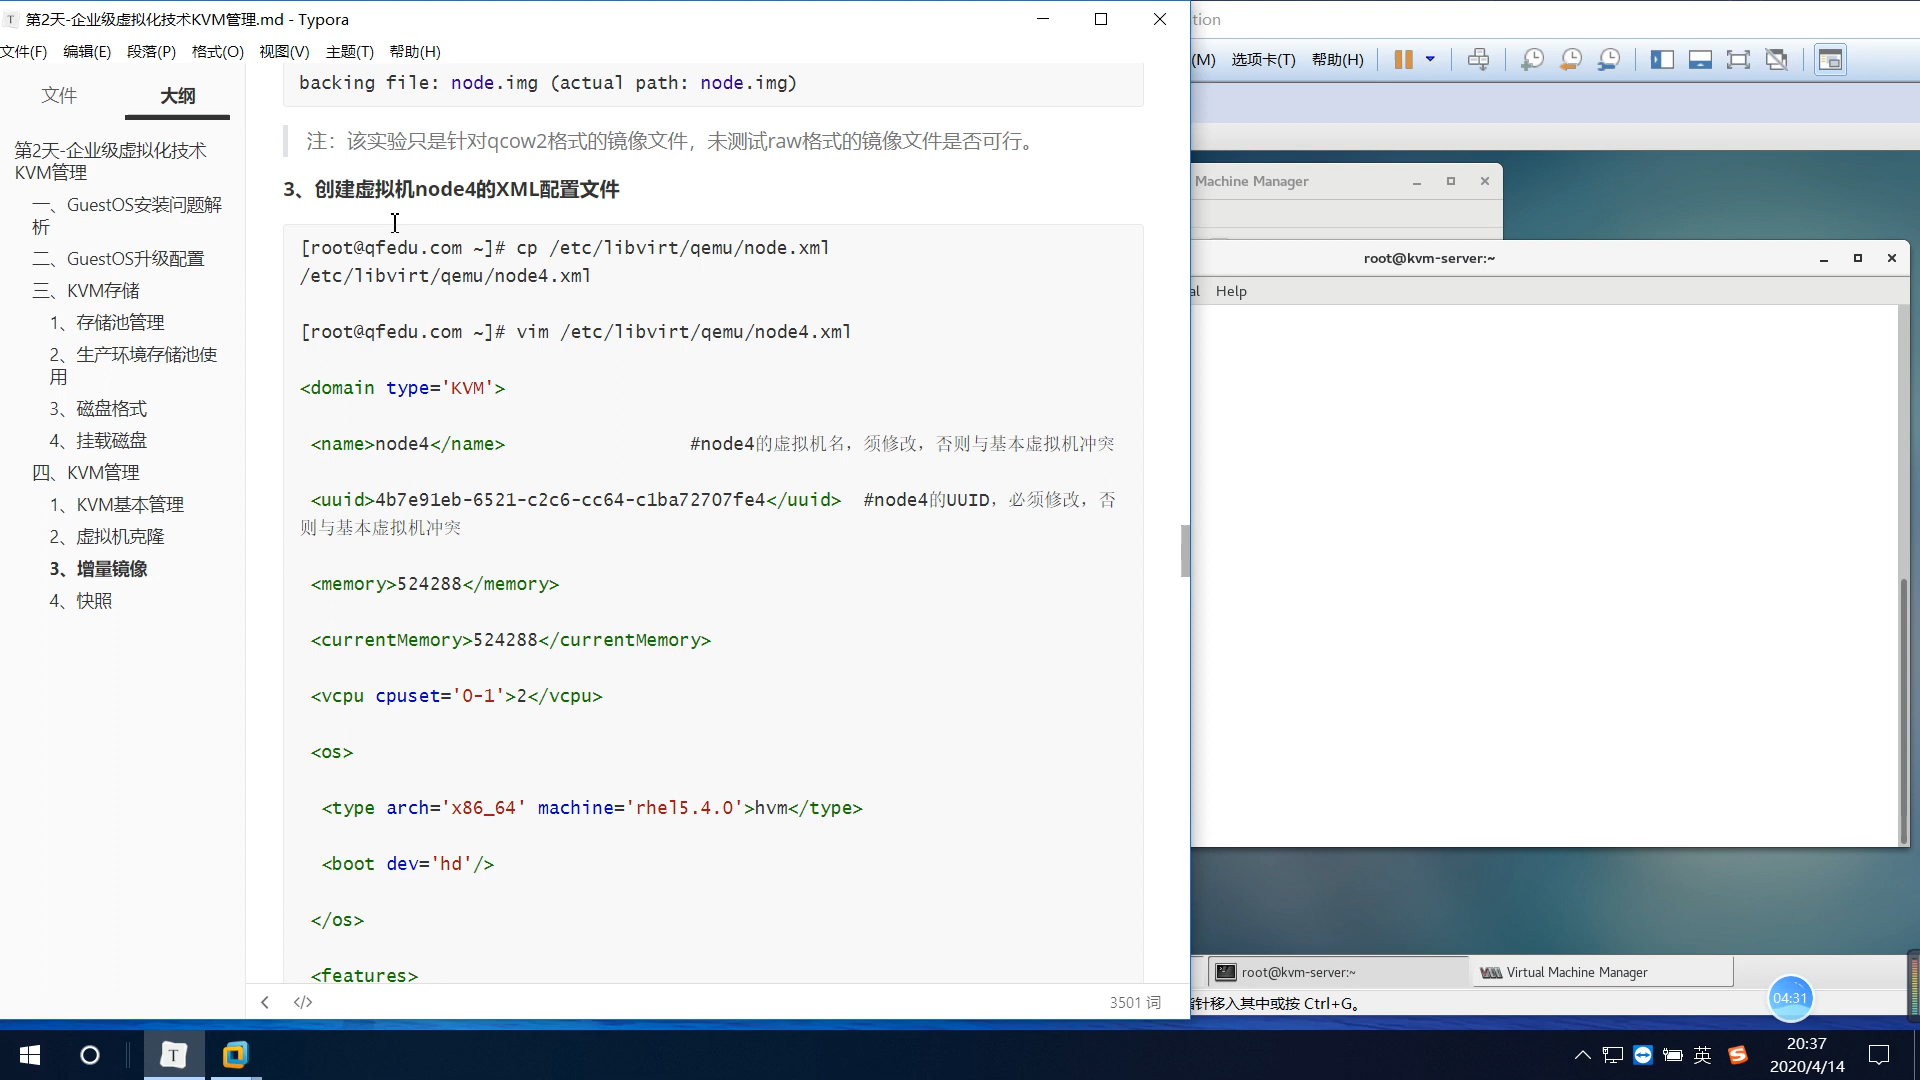 第2天-企业级虚拟化技术KVM管理.md - Typora
文件(F) 编辑(E) 段落(P) 格式(O) 视图(V) 主题(T) 帮助(H)
文件 大纲
第2天-企业级虚拟化技术
KVM管理
一、GuestOS安装问题解
析
二、GuestOS升级配置
三、KVM存储
1、存储池管理
2、生产环境存储池使
用
3、磁盘格式
4、挂载磁盘
四、KVM管理
1、KVM基本管理
2、虚拟机克隆
3、增量镜像
4、快照
backing file: node.img (actual path: node.img)
注：该实验只是针对qcow2格式的镜像文件，未测试raw格式的镜像文件是否可行。
3、创建虚拟机node4的XML配置文件
[root@qfedu.com ~]# cp /etc/libvirt/qemu/node.xml
/etc/libvirt/qemu/node4.xml
[root@qfedu.com ~]# vim /etc/libvirt/qemu/node4.xml
<domain type='KVM'>
<name>node4</name> #node4的虚拟机名，须修改，否则与基本虚拟机冲突
<uuid>4b7e91eb-6521-c2c6-cc64-c1ba72707fe4</uuid> #node4的UUID，必须修改，否
则与基本虚拟机冲突
<memory>524288</memory>
<currentMemory>524288</currentMemory>
<vcpu cpuset='0-1'>2</vcpu>
<os>
<type arch='x86_64' machine='rhel5.4.0'>hvm</type>
<boot dev='hd'/>
</os>
<features>
</> 3501 词
tion
(M) 选项卡(T) 帮助(H)
Machine Manager
root@kvm-server:~
al Help
root@kvm-server:~ Virtual Machine Manager
针移入其中或按 Ctrl+G。
04:31
英
20:37
2020/4/14